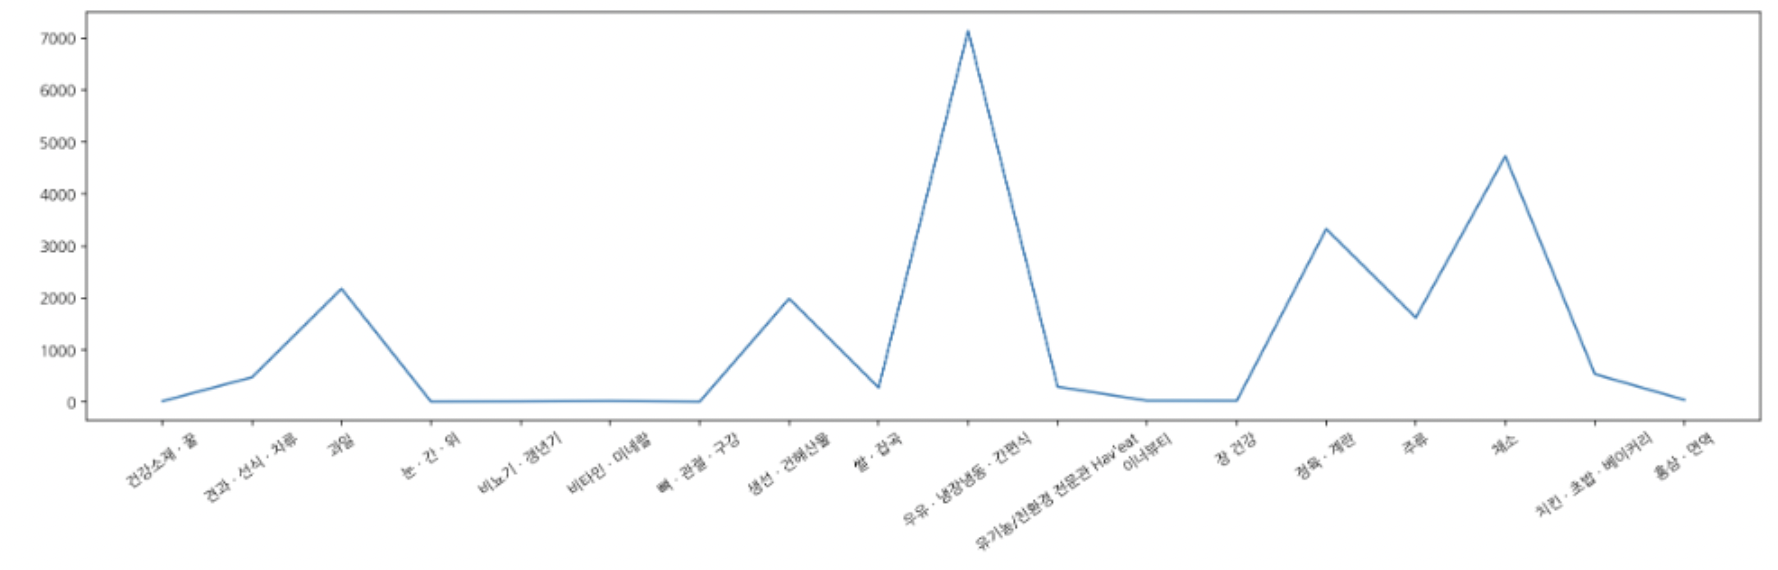 7000
6000
5000
4000
3000
2000
1000
0
건강소재 · 꿀
견과 · 선식 · 차류
과일
눈 · 간 · 위
비뇨기 · 갱년기
비타민 · 미네랄
뼈 · 관절 · 구강
생선 · 건해산물
쌀 · 잡곡
우유 · 냉장냉동 · 간편식
유기농/친환경 전문관 Hav'eat
이너뷰티
장 건강
정육 · 계란
주류
채소
치킨 · 초밥 · 베이커리
홍삼 · 면역